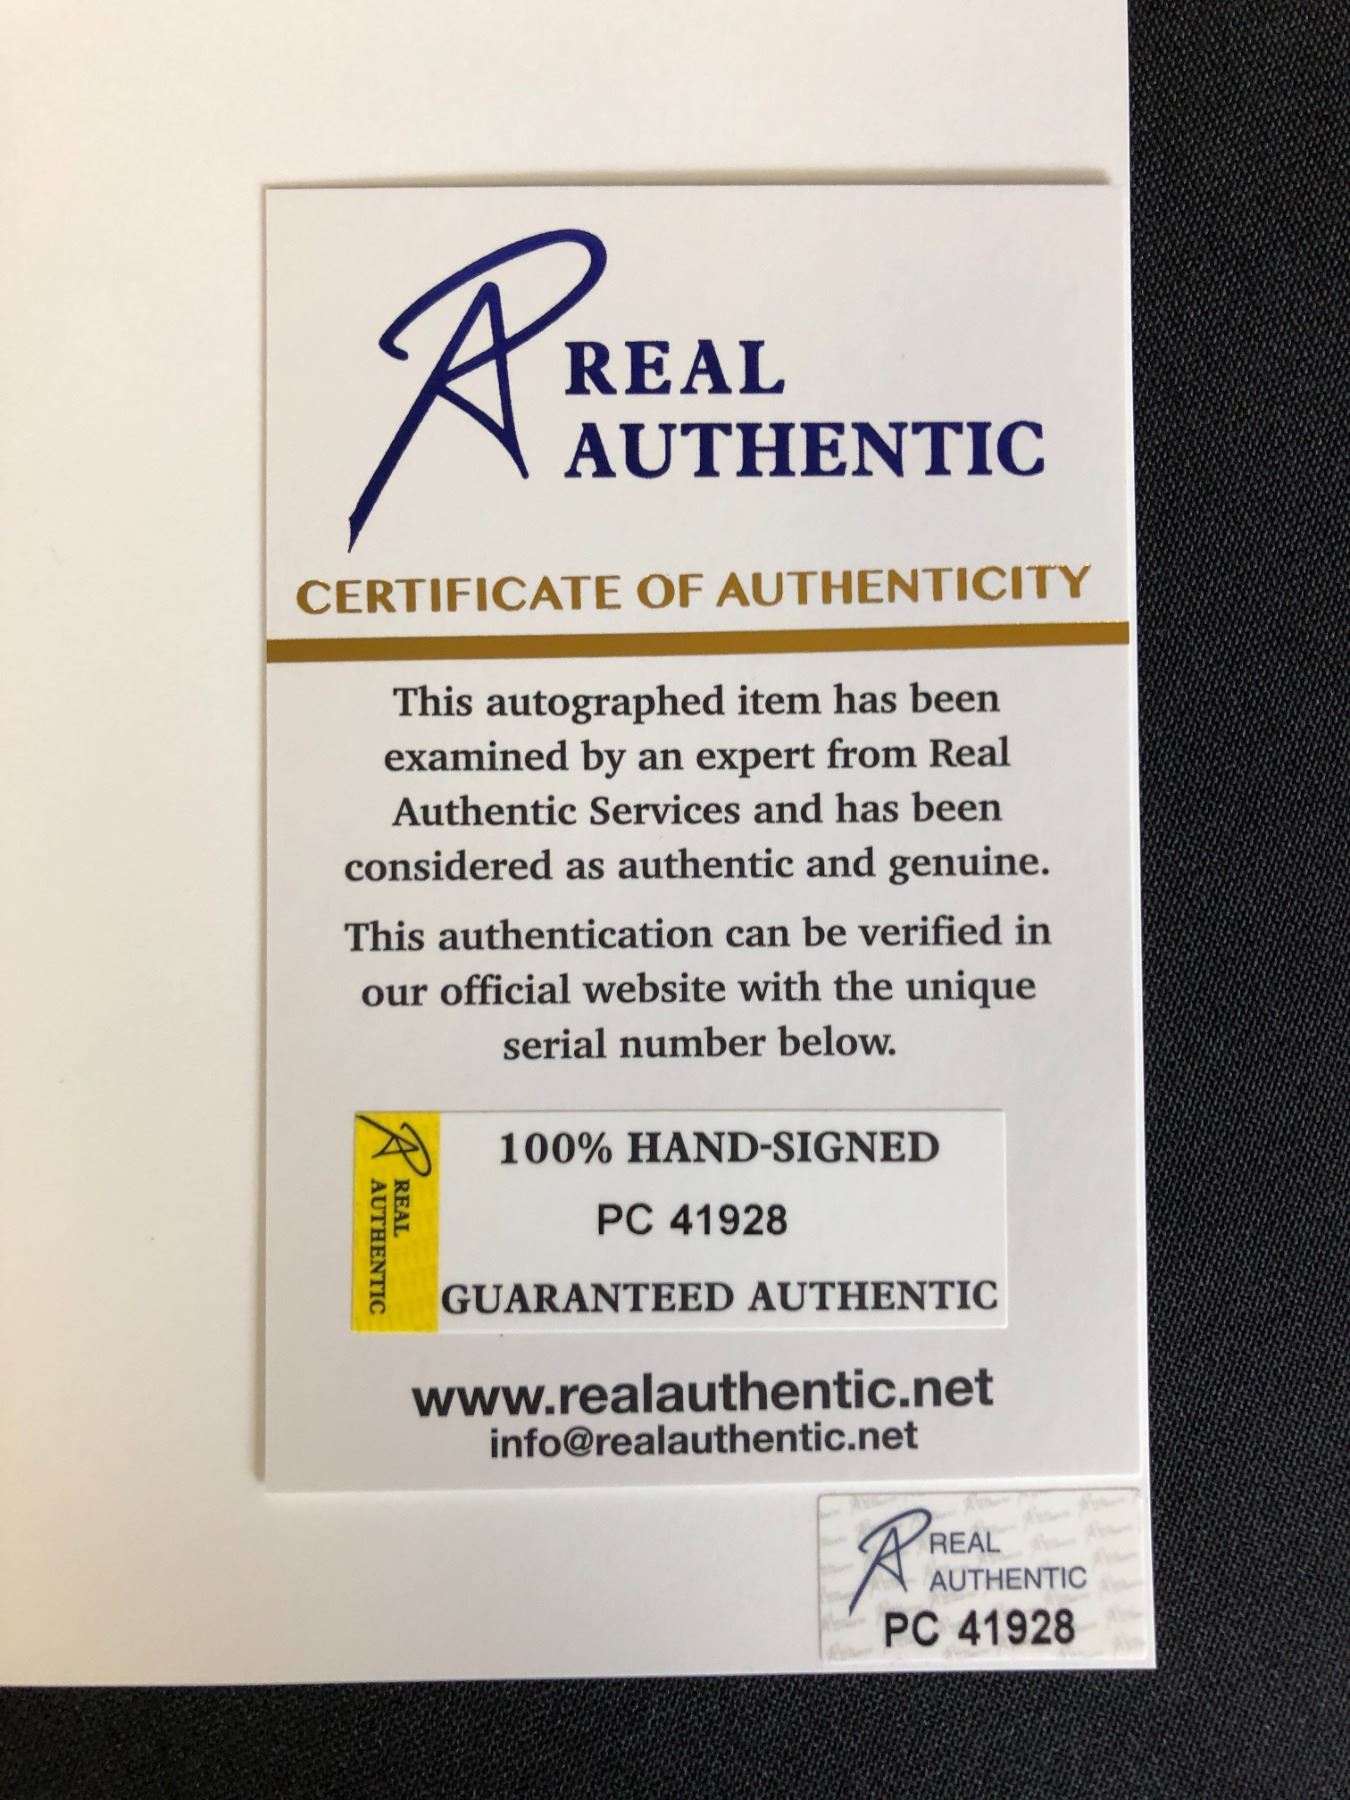 REAL
AUTHENTIC
CERTIFICATE OF AUTHENTICITY
This autographed item has been
examined by an expert from Real
Authentic Services and has been
considered as authentic and genuine.
This authentication can be verified in
our official website with the unique
serial number below.
REAL
AUTHENTIC
100% HAND-SIGNED
PC 41928
GUARANTEED AUTHENTIC
www.realauthentic.net
info@realauthentic.net
REAL
AUTHENTIC
PC 41928